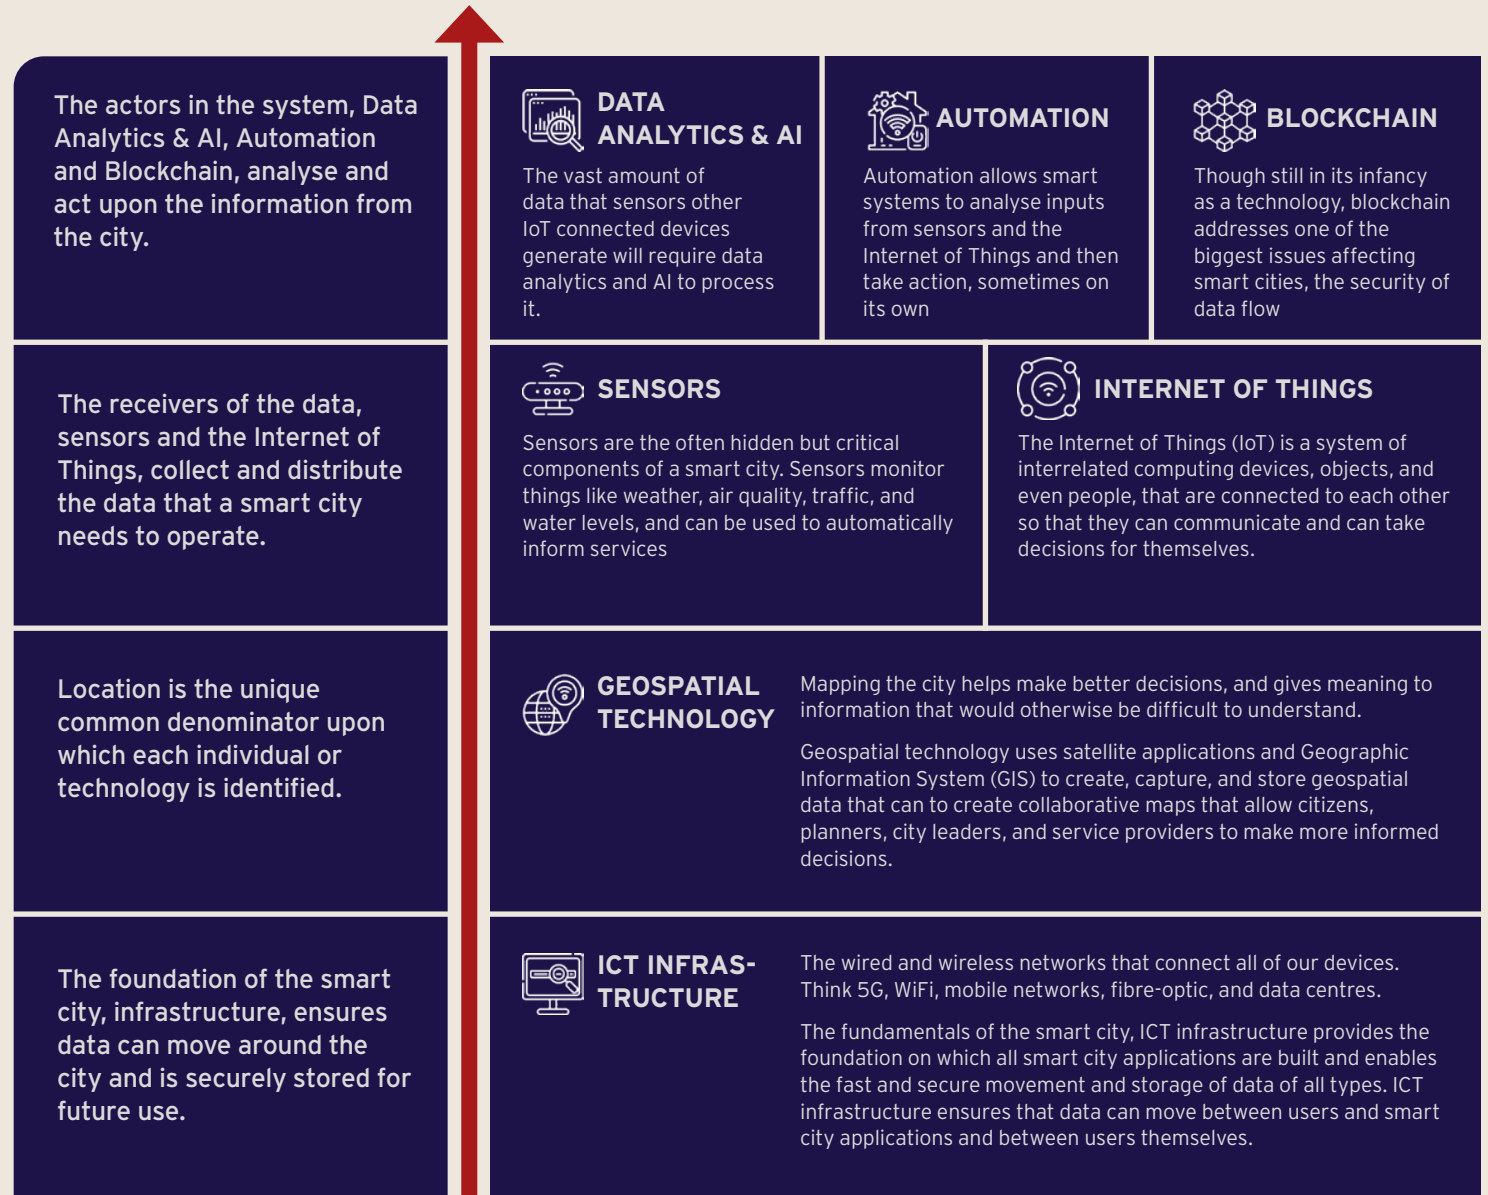 The actors in the system, Data
Analytics & AI, Automation
and Blockchain, analyse and
act upon the information from
the city.
DATA
ANALYTICS & AI
The vast amount of
data that sensors other
IoT connected devices
generate will require data
analytics and AI to process
it.
AUTOMATION
Automation allows smart
systems to analyse inputs
from sensors and the
Internet of Things and then
take action, sometimes on
its own
BLOCKCHAIN
Though still in its infancy
as a technology, blockchain
addresses one of the
biggest issues affecting
smart cities, the security of
data flow
The receivers of the data,
sensors and the Internet of
Things, collect and distribute
the data that a smart city
needs to operate.
SENSORS
Sensors are the often hidden but critical
components of a smart city. Sensors monitor
things like weather, air quality, traffic, and
water levels, and can be used to automatically
inform services
INTERNET OF THINGS
The Internet of Things (IoT) is a system of
interrelated computing devices, objects, and
even people, that are connected to each other
so that they can communicate and can take
decisions for themselves.
Location is the unique
common denominator upon
which each individual or
technology is identified.
GEOSPATIAL
TECHNOLOGY
Mapping the city helps make better decisions, and gives meaning to
information that would otherwise be difficult to understand.
Geospatial technology uses satellite applications and Geographic
Information System (GIS) to create, capture, and store geospatial
data that can to create collaborative maps that allow citizens,
planners, city leaders, and service providers to make more informed
decisions.
The foundation of the smart
city, infrastructure, ensures
data can move around the
city and is securely stored for
future use.
ICT INFRAS-
TRUCTURE
The wired and wireless networks that connect all of our devices.
Think 5G, WiFi, mobile networks, fibre-optic, and data centres.
The fundamentals of the smart city, ICT infrastructure provides the
foundation on which all smart city applications are built and enables
the fast and secure movement and storage of data of all types. ICT
infrastructure ensures that data can move between users and smart
city applications and between users themselves.